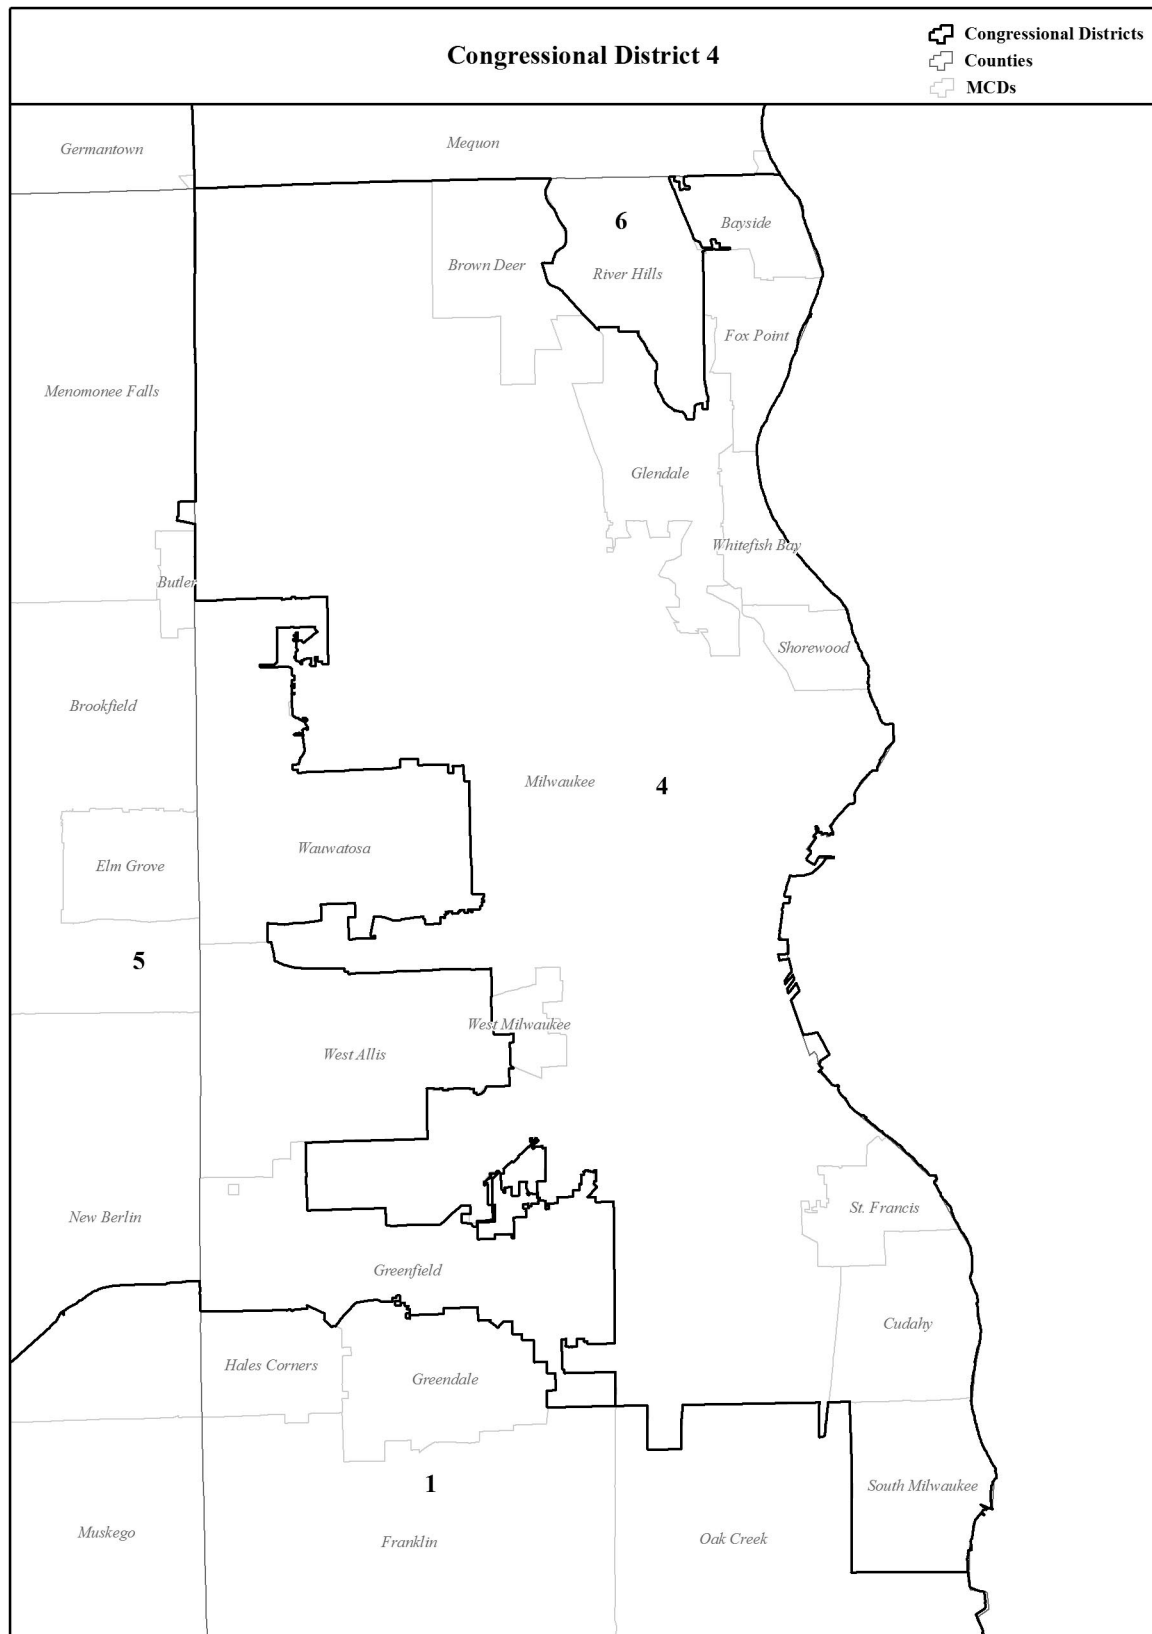 Congressional District 4
Congressional Districts
Counties
MCDs
Germantown
Mequon
6
Bayside
Brown Deer
River Hills
Fox Point
Menomonee Falls
Glendale
Whitefish Bay
Butler
Shorewood
Brookfield
Milwaukee
4
Wauwatosa
Elm Grove
5
West Milwaukee
West Allis
New Berlin
St. Francis
Greenfield
Cudahy
Hales Corners
Greendale
1
South Milwaukee
Muskego
Franklin
Oak Creek